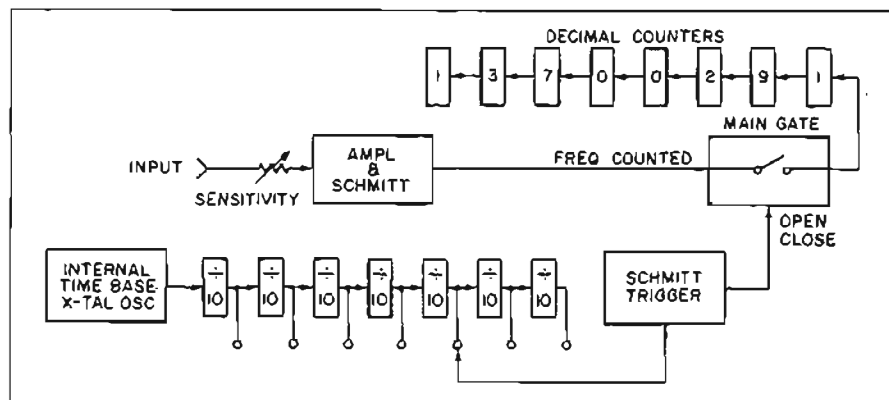 DECIMAL COUNTERS
1 3 7 0 0 2 9 1
MAIN GATE
INPUT
SENSITIVITY
AMPL
&
SCHMITT
FREQ COUNTED
OPEN
CLOSE
INTERNAL
TIME BASE
X-TAL OSC
÷ ÷ ÷ ÷ ÷ ÷ ÷
10 10 10 10 10 10 10
SCHMITT
TRIGGER